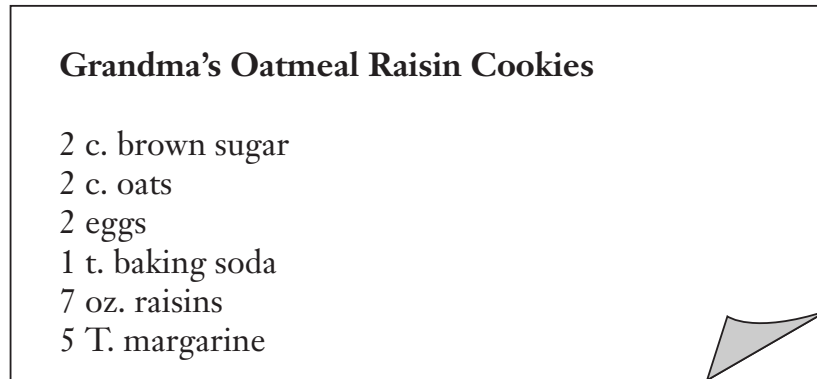 Grandma’s Oatmeal Raisin Cookies
2 c. brown sugar
2 c. oats
2 eggs
1 t. baking soda
7 oz. raisins
5 T. margarine